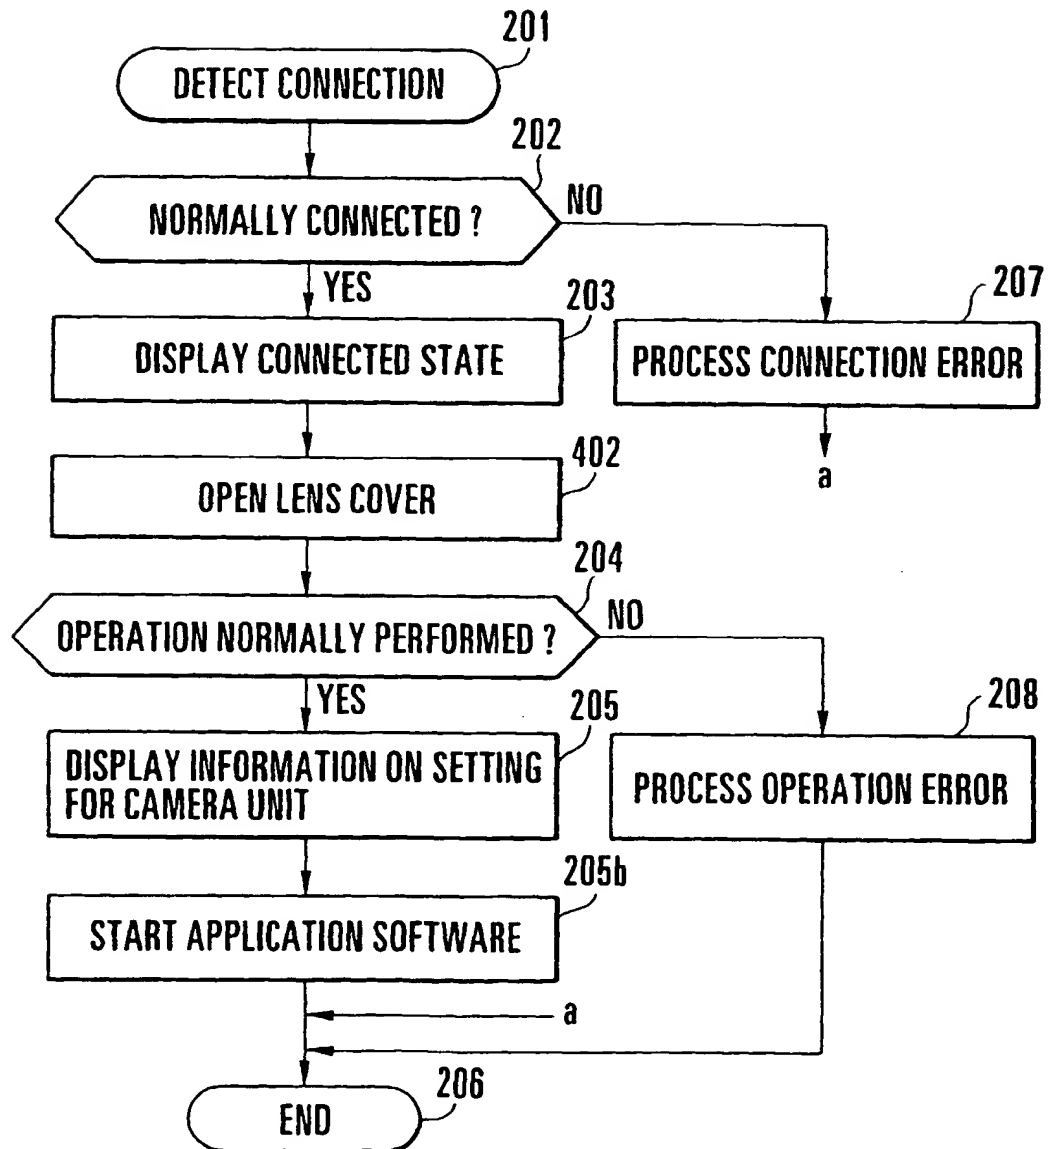 201
DETECT CONNECTION
202
NORMALLY CONNECTED ?
NO
YES
203
DISPLAY CONNECTED STATE
207
PROCESS CONNECTION ERROR
a
402
OPEN LENS COVER
204
OPERATION NORMALLY PERFORMED ?
NO
YES
205
DISPLAY INFORMATION ON SETTING
FOR CAMERA UNIT
208
PROCESS OPERATION ERROR
205b
START APPLICATION SOFTWARE
a
206
END